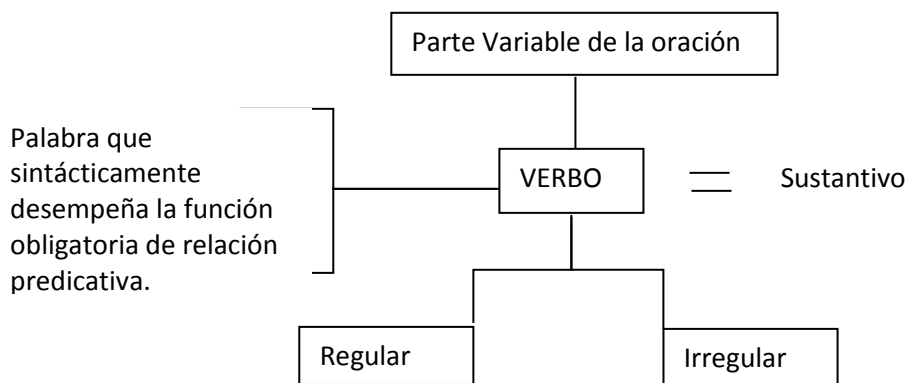 Parte Variable de la oración
Palabra que
sintácticamente
desempeña la función
obligatoria de relación
predicativa.
VERBO
Sustantivo
Regular
Irregular